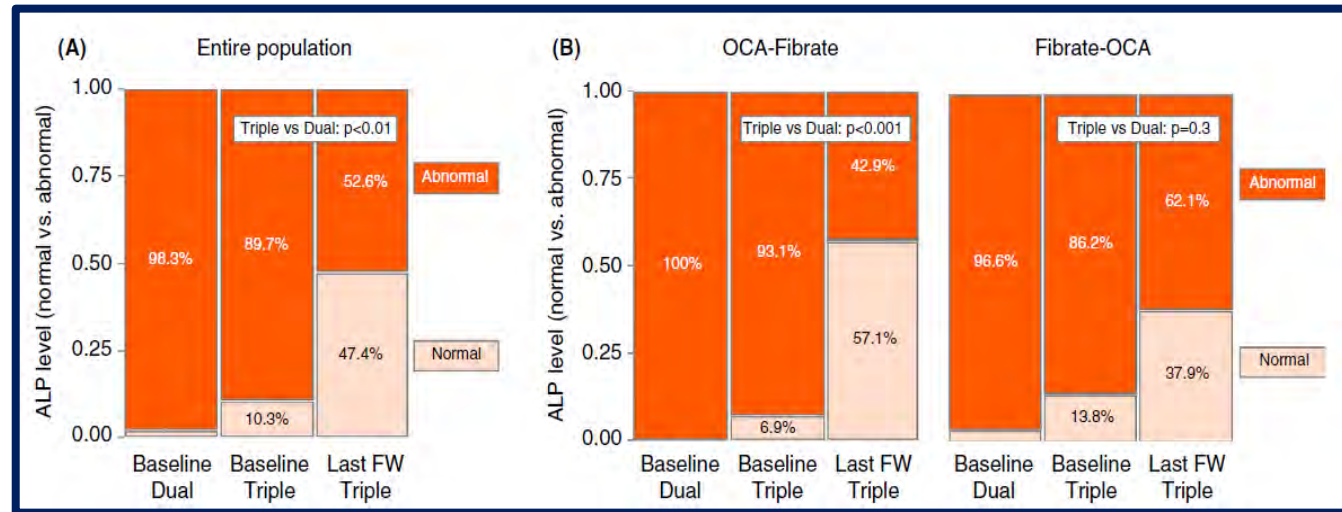 (A)
Entire population
ALP level (normal vs. abnormal)
1.00
0.75
0.50
0.25
0.00
Triple vs Dual: p<0.01
98.3%
89.7%
10.3%
52.6%
47.4%
Abnormal
Normal
Baseline Dual
Baseline Triple
Last FW Triple
(B)
OCA-Fibrate
ALP level (normal vs. abnormal)
1.00
0.75
0.50
0.25
0.00
Triple vs Dual: p<0.001
100%
93.1%
6.9%
42.9%
57.1%
Baseline Dual
Baseline Triple
Last FW Triple
Fibrate-OCA
Triple vs Dual: p=0.3
96.6%
86.2%
13.8%
62.1%
37.9%
Abnormal
Normal
Baseline Dual
Baseline Triple
Last FW Triple